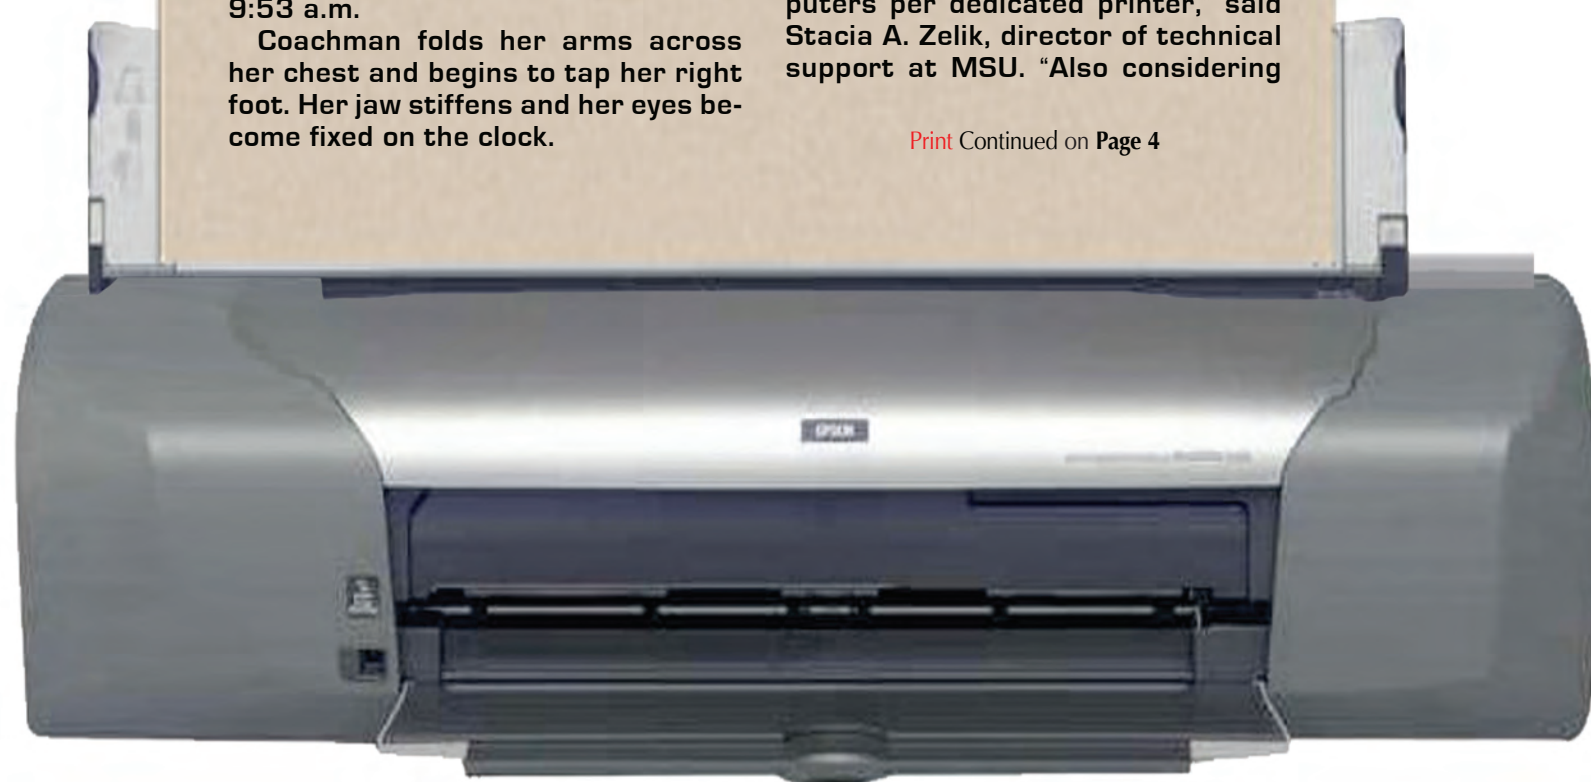 9:53 a.m.
Coachman folds her arms across
her chest and begins to tap her right
foot. Her jaw stiffens and her eyes be-
come fixed on the clock.
puters per dedicated printer," said
Stacia A. Zelik, director of technical
support at MSU. “Also considering
Print Continued on Page 4
EPSON